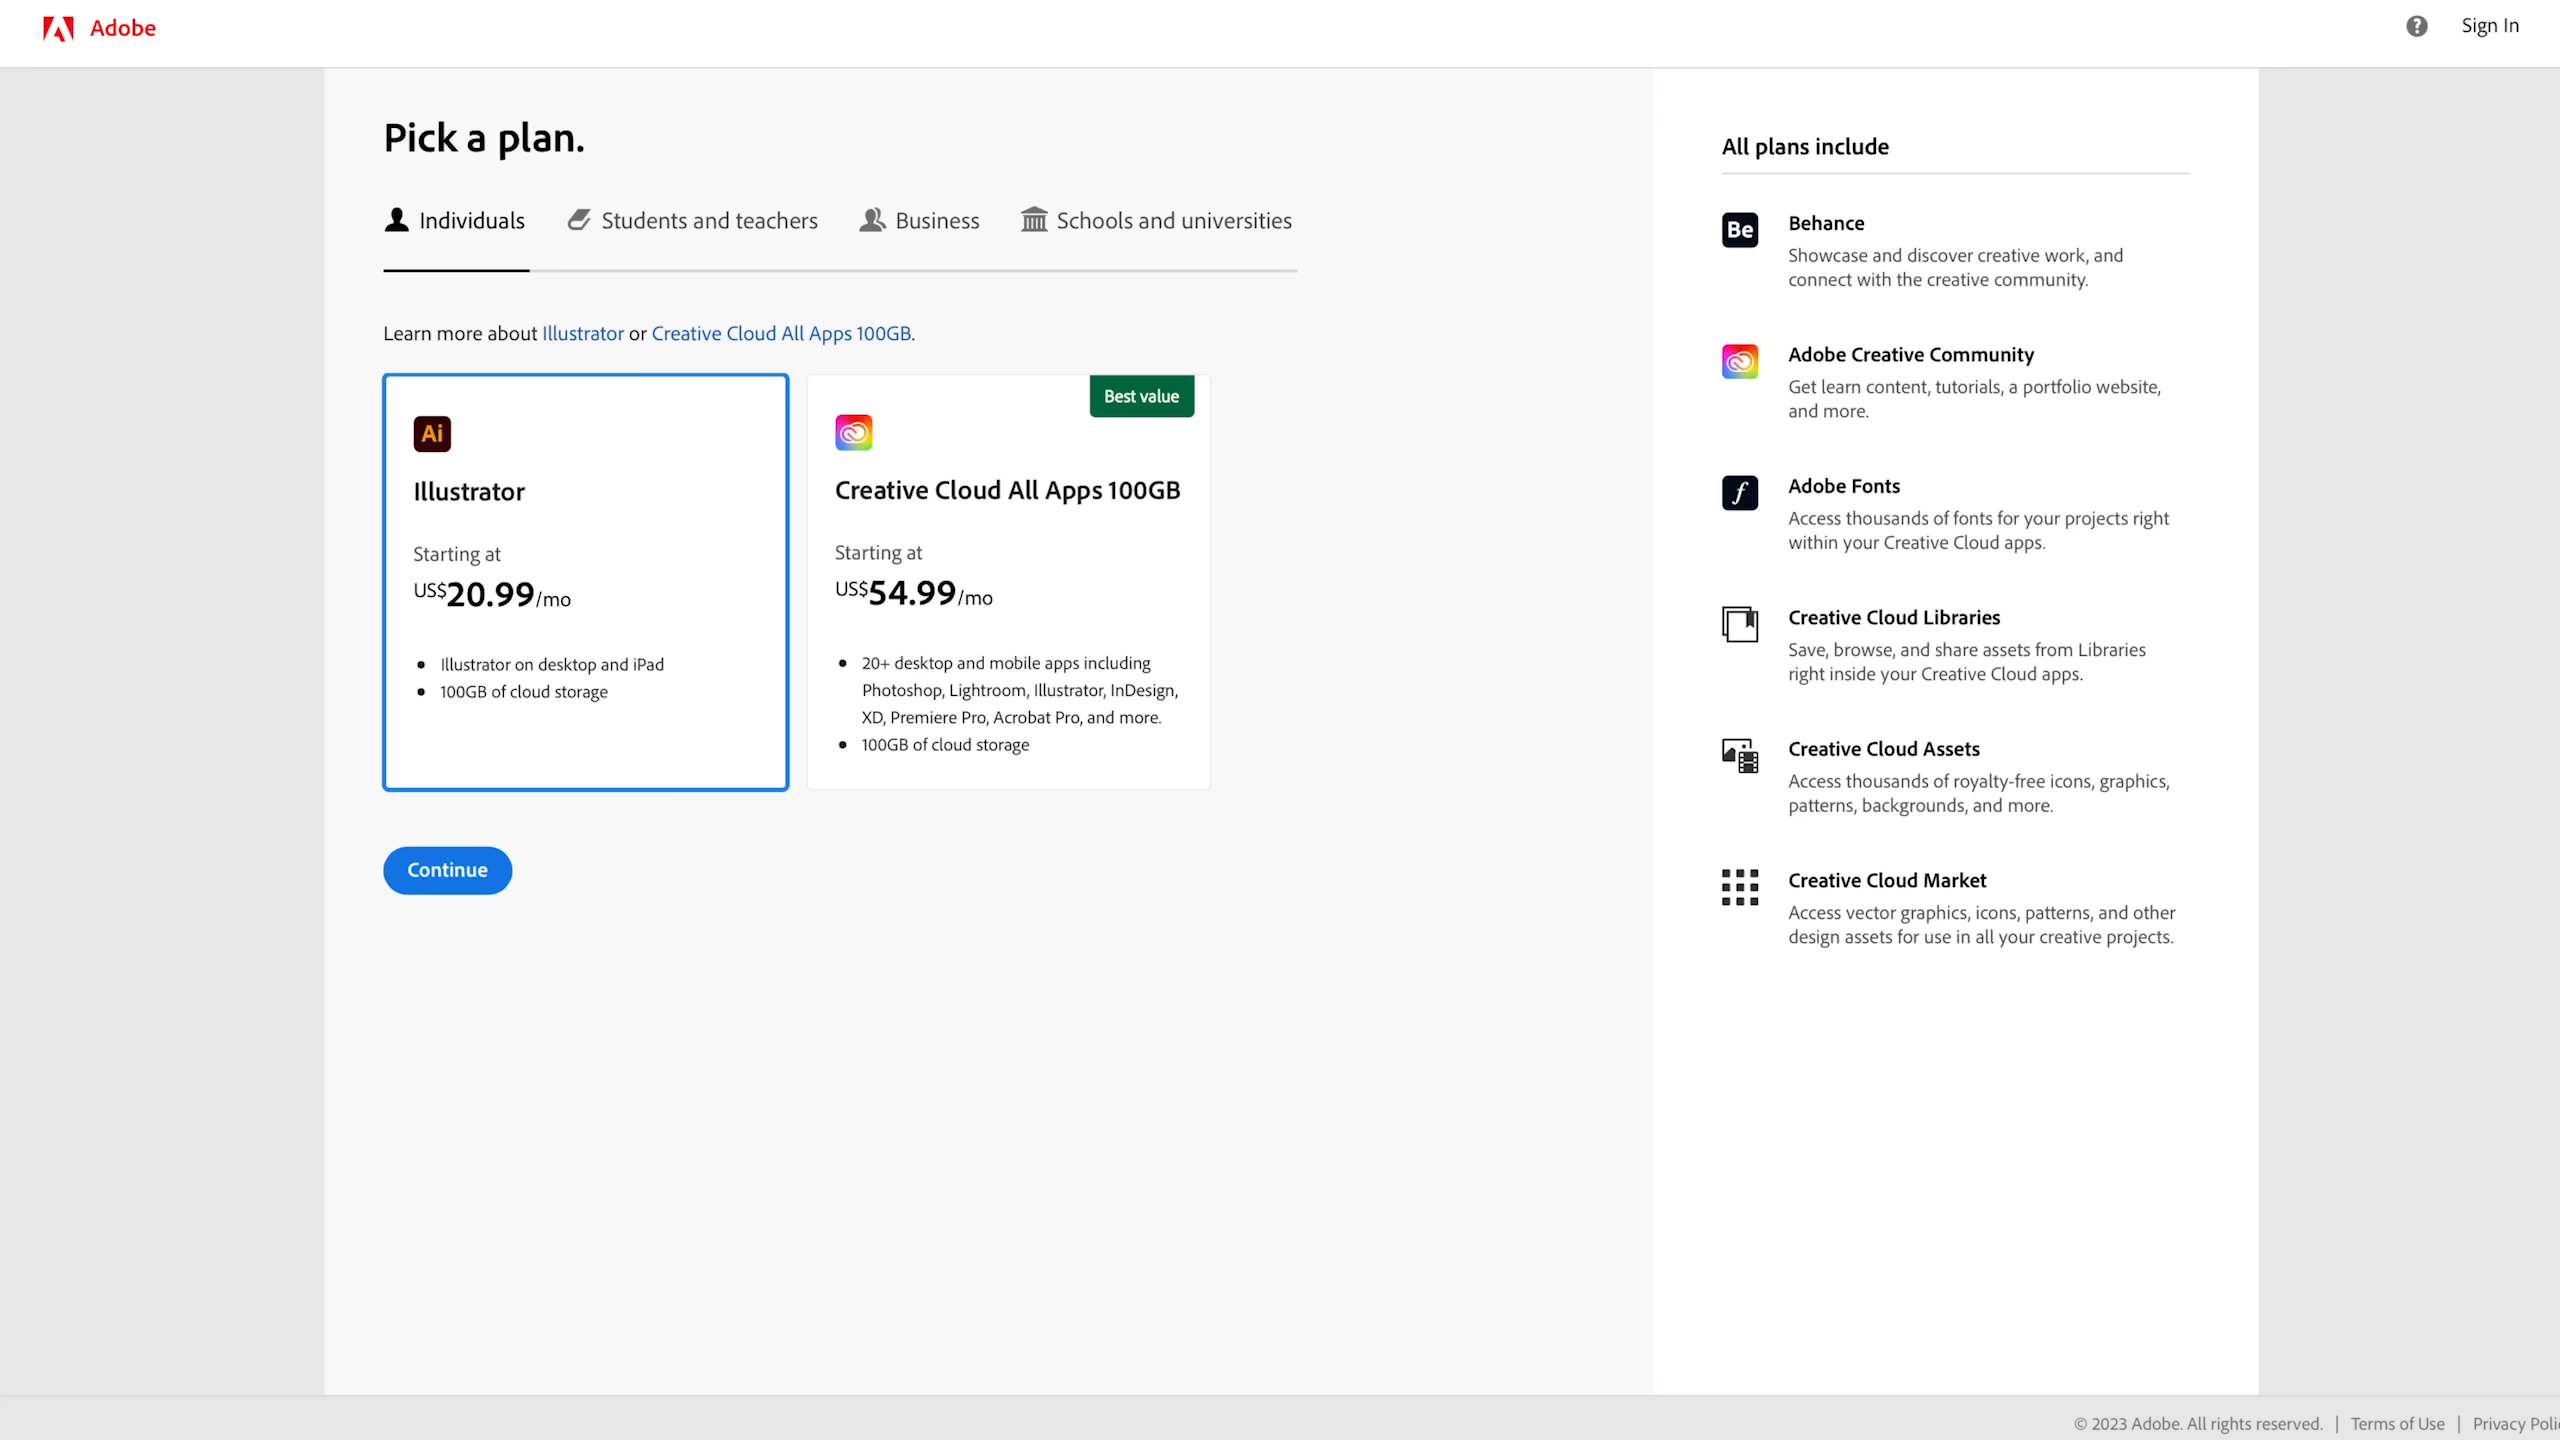 Adobe
Sign In
Pick a plan.
Individuals
Students and teachers
Business
Schools and universities
Learn more about Illustrator or Creative Cloud All Apps 100GB.
Ai
Illustrator
Starting at
US$20.99/mo
Illustrator on desktop and iPad
100GB of cloud storage
Best value
Creative Cloud All Apps 100GB
Starting at
US$54.99/mo
20+ desktop and mobile apps including
Photoshop, Lightroom, Illustrator, InDesign,
XD, Premiere Pro, Acrobat Pro, and more.
100GB of cloud storage
Continue
All plans include
Be
Behance
Showcase and discover creative work, and
connect with the creative community.
Adobe Creative Community
Get learn content, tutorials, a portfolio website,
and more.
f
Adobe Fonts
Access thousands of fonts for your projects right
within your Creative Cloud apps.
Creative Cloud Libraries
Save, browse, and share assets from Libraries
right inside your Creative Cloud apps.
Creative Cloud Assets
Access thousands of royalty-free icons, graphics,
patterns, backgrounds, and more.
Creative Cloud Market
Access vector graphics, icons, patterns, and other
design assets for use in all your creative projects.
© 2023 Adobe. All rights reserved. | Terms of Use | Privacy Poli